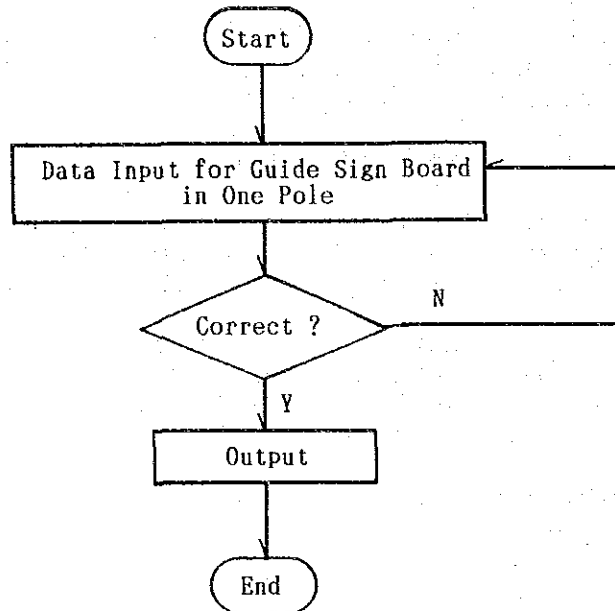 Start
Data Input for Guide Sign Board
in One Pole
N
Correct ?
Y
Output
End